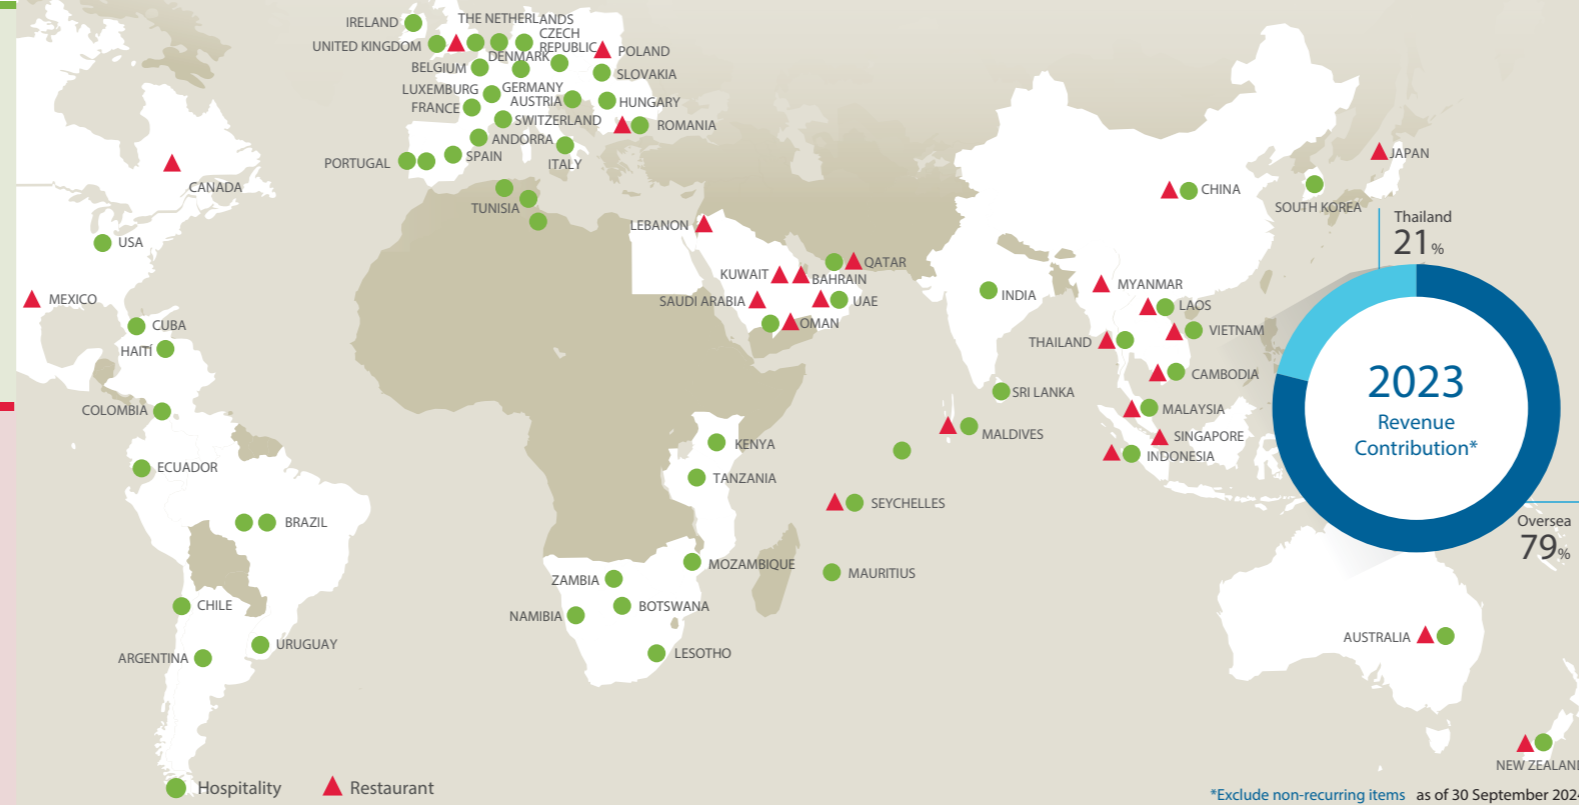 IRELAND
THE NETHERLANDS
UNITED KINGDOM
CZECH
REPUBLIC
DENMARK
POLAND
BELGIUM
SLOVAKIA
LUXEMBURG
GERMANY
AUSTRIA
HUNGARY
FRANCE
SWITZERLAND
ROMANIA
ANDORRA
PORTUGAL
SPAIN
ITALY
CANADA
TUNISIA
USA
MEXICO
CUBA
HAITÍ
COLOMBIA
ECUADOR
BRAZIL
CHILE
URUGUAY
ARGENTINA
LEBANON
KUWAIT
BAHRAIN
QATAR
SAUDI ARABIA
UAE
OMAN
KENYA
TANZANIA
SEYCHELLES
MOZAMBIQUE
MAURITIUS
ZAMBIA
BOTSWANA
NAMIBIA
LESOTHO
JAPAN
CHINA
SOUTH KOREA
INDIA
MYANMAR
LAOS
THAILAND
VIETNAM
CAMBODIA
SRI LANKA
MALAYSIA
MALDIVES
SINGAPORE
INDONESIA
AUSTRALIA
NEW ZEALAND
Thailand
21%
2023
Revenue
Contribution*
Oversea
79%
Hospitality
Restaurant
*Exclude non-recurring items as of 30 September 2024